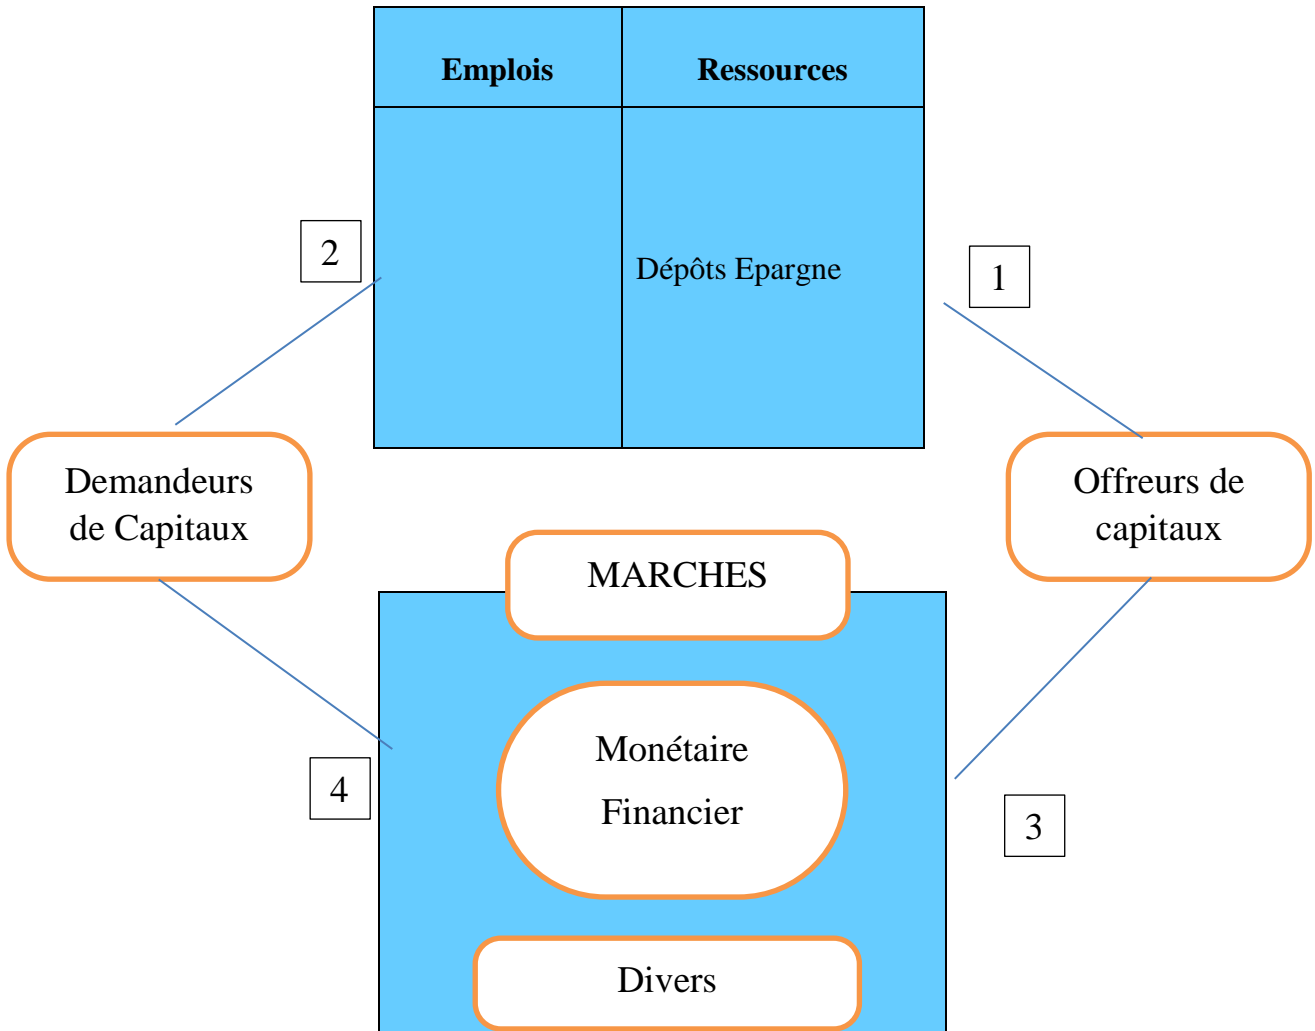 Emplois Ressources
2
Dépôts Epargne
1
Demandeurs
de Capitaux
Offreurs de
capitaux
MARCHES
Monétaire
Financier
4
3
Divers